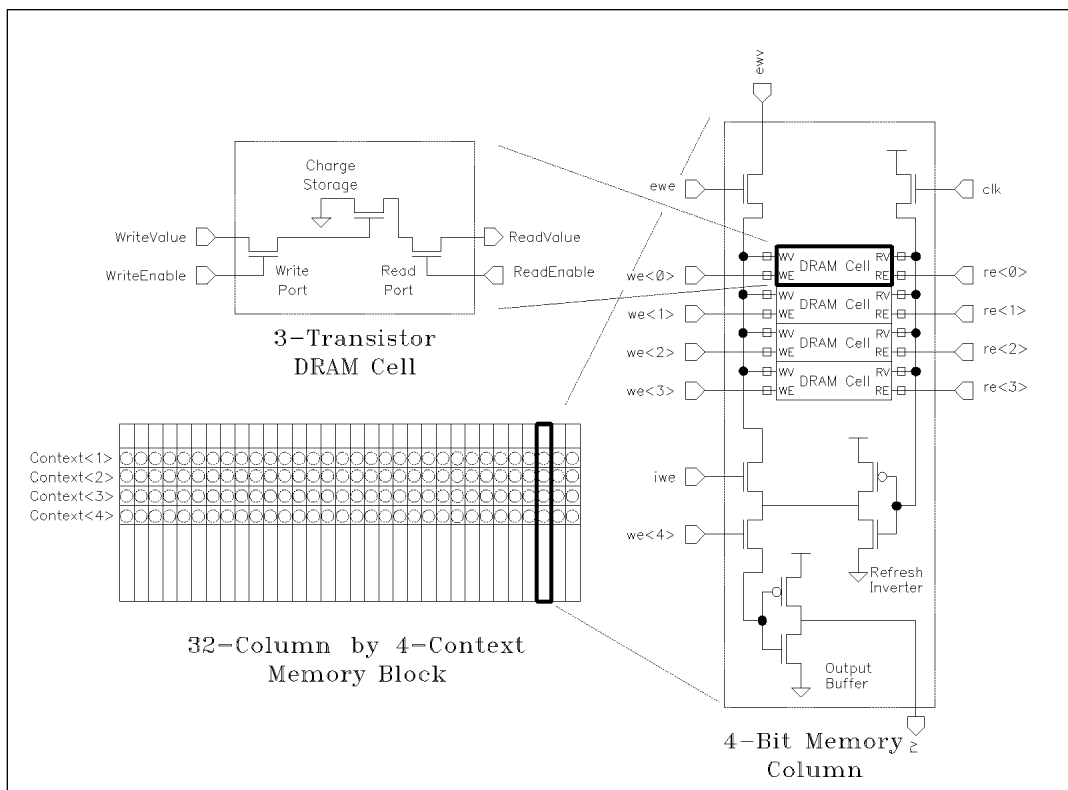 ewv
ewe
clk
Charge
Storage
WriteValue
WriteEnable
Write
Port
Read
Port
ReadValue
ReadEnable
3-Transistor
DRAM Cell
we<0>
we<1>
we<2>
we<3>
WV
WE
DRAM Cell
RV
RE
WV
WE
DRAM Cell
RV
RE
WV
WE
DRAM Cell
RV
RE
WV
WE
DRAM Cell
RV
RE
re<0>
re<1>
re<2>
re<3>
Context<1>
Context<2>
Context<3>
Context<4>
32-Column by 4-Context
Memory Block
iwe
we<4>
Refresh
Inverter
Output
Buffer
4-Bit Memory
Column